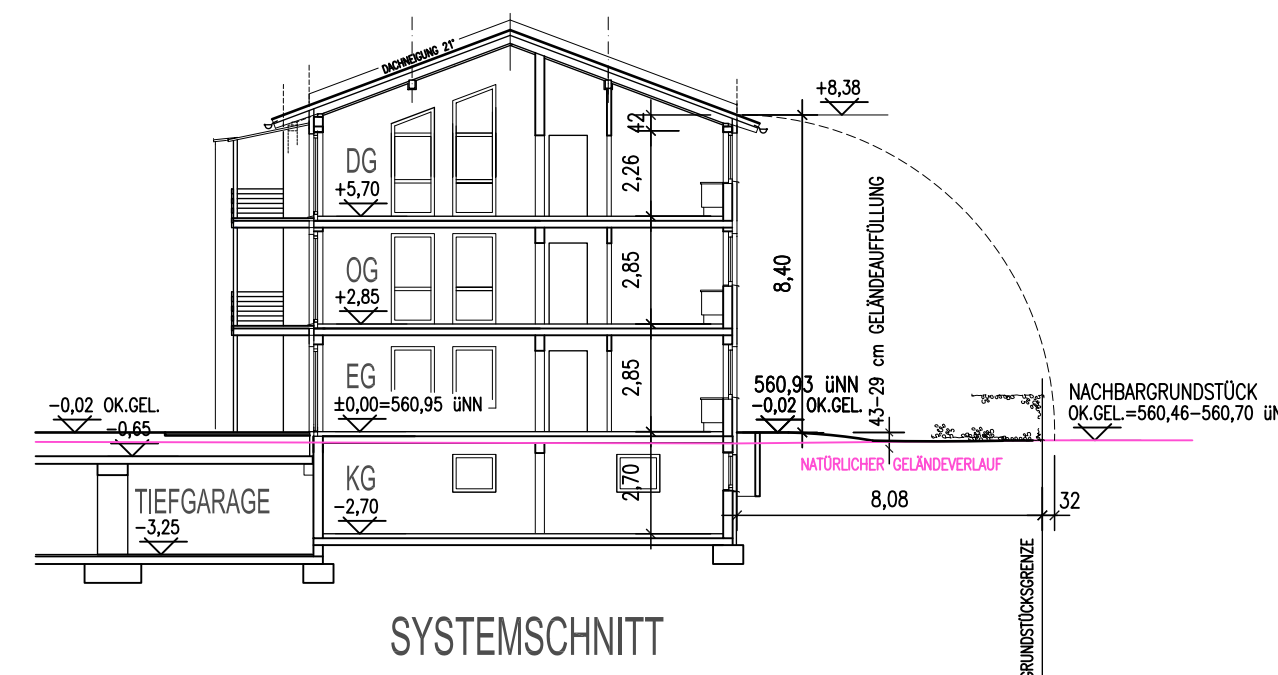 DACHNEIGUNG 21°
+8,38
42
DG
+5,70
2,26
43-29 cm GELÄNDEAUFFÜLLUNG
8,40
OG
+2,85
2,85
EG
±0,00=560,95 üNN
2,85
560,93 üNN
-0,02 OK.GEL.
NACHBARGRUNDSTÜCK
OK.GEL.=560,46-560,70 üN
-0,02 OK.GEL.
-0,65
NATÜRLICHER GELÄNDEVERLAUF
KG
-2,70
2,70
TIEFGARAGE
-3,25
8,08
32
GRUNDSTÜCKSGRENZE
SYSTEMSCHNITT